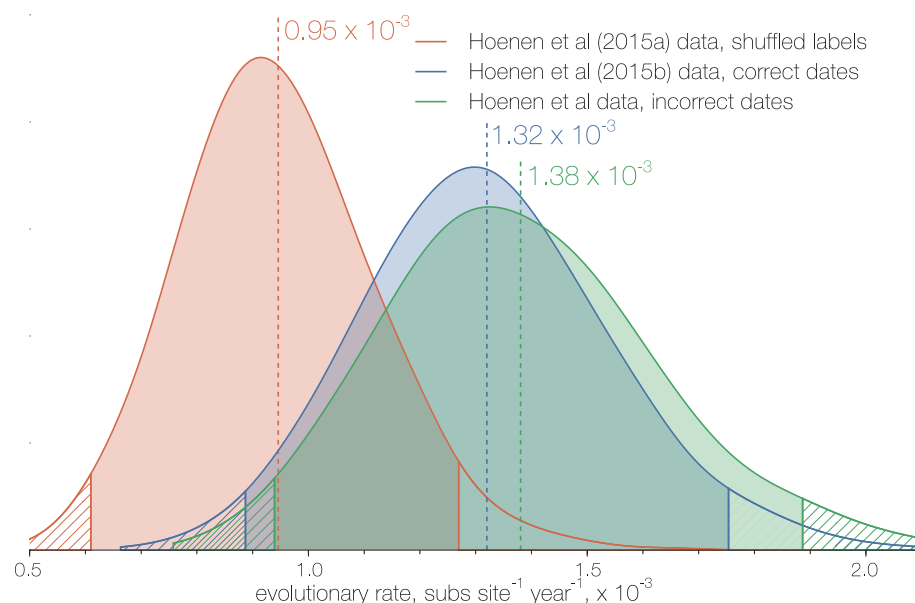 0.95 x 10⁻³
Hoenen et al (2015a) data, shuffled labels
Hoenen et al (2015b) data, correct dates
Hoenen et al data, incorrect dates
1.32 x 10⁻³
1.38 x 10⁻³
0.5 1.0 1.5 2.0
evolutionary rate, subs site⁻¹ year⁻¹, x 10⁻³